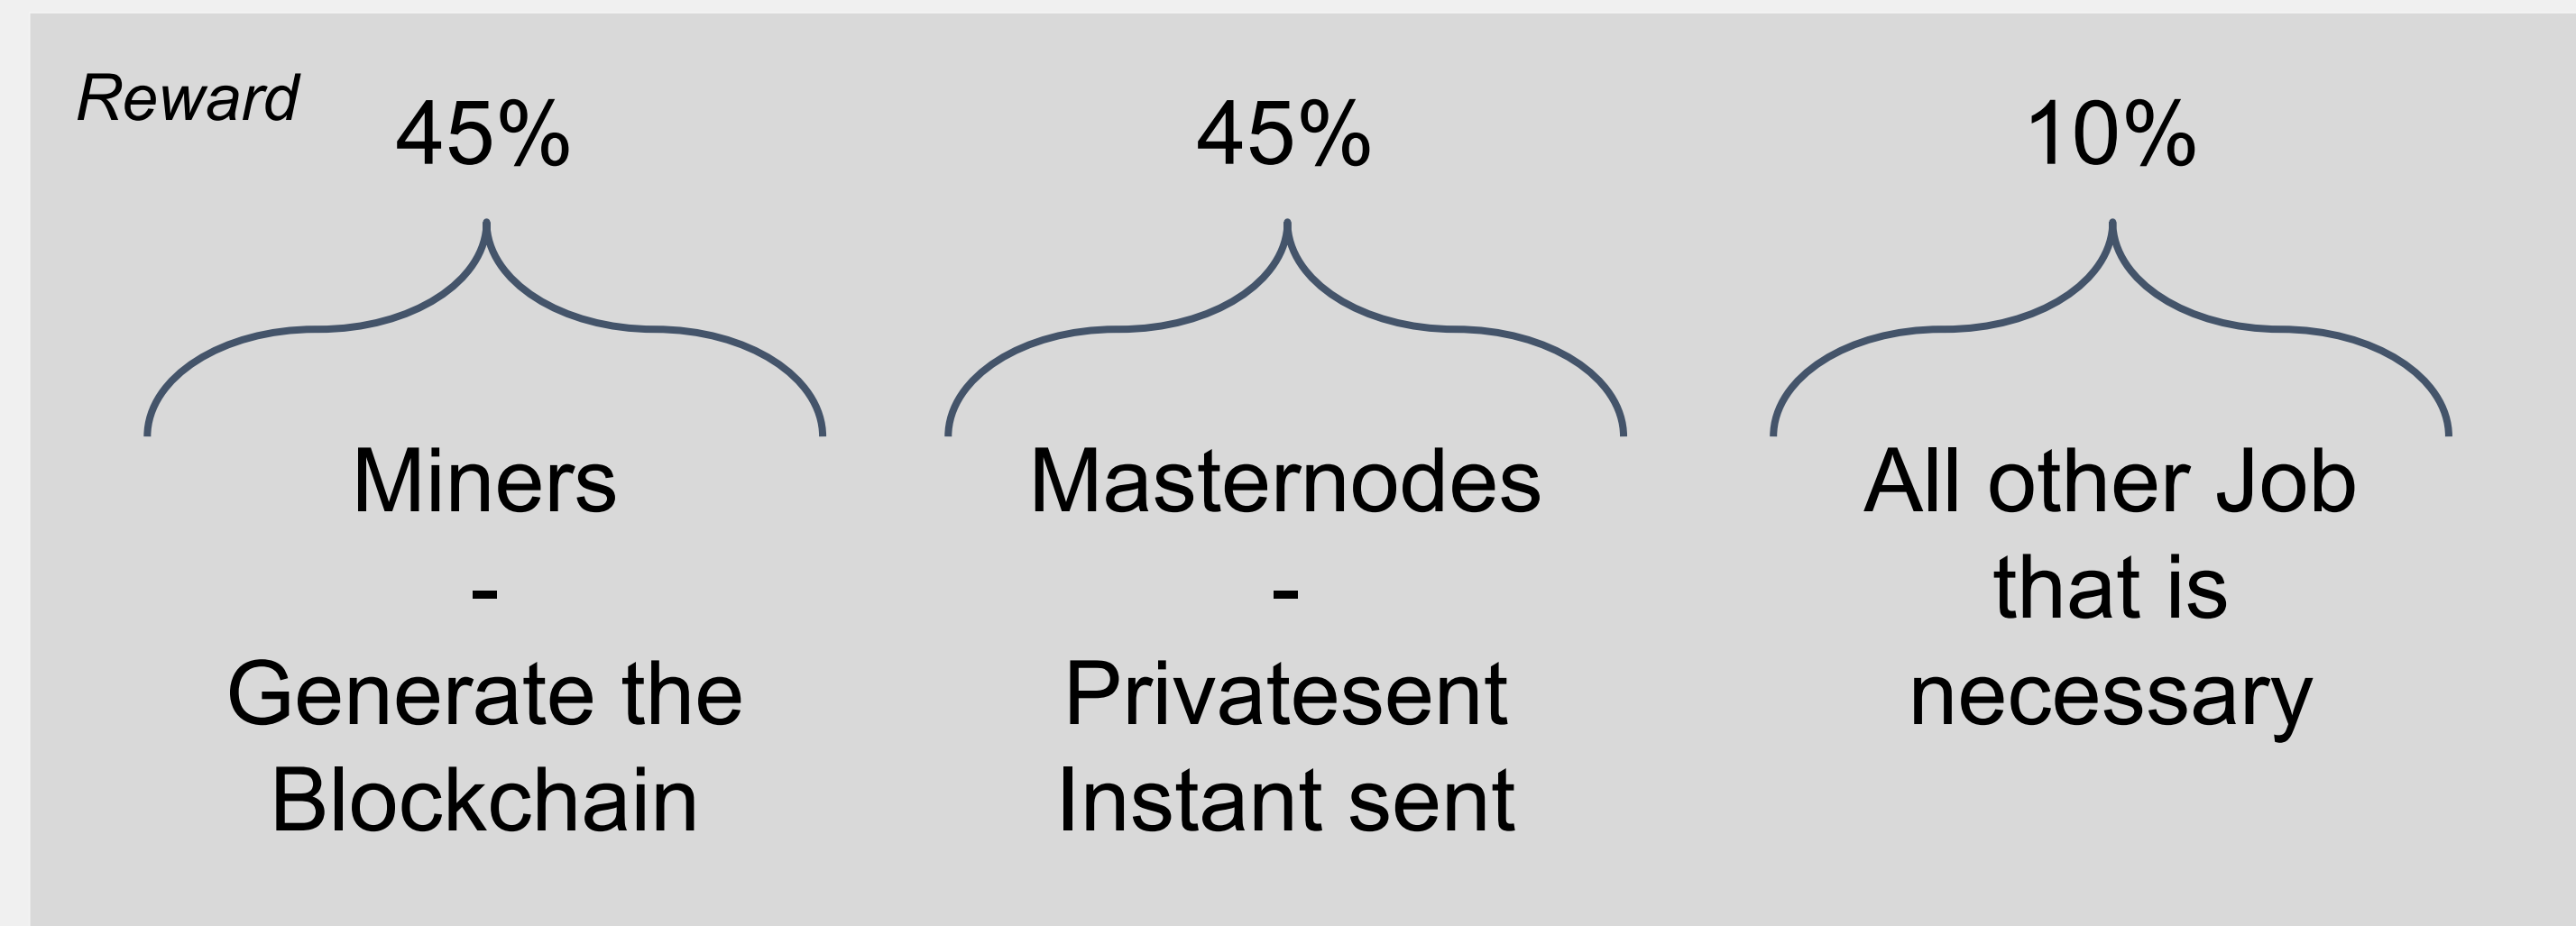 Reward
45%
45%
10%
Miners
-
Generate the
Blockchain
Masternodes
-
Privatesent
Instant sent
All other Job
that is
necessary